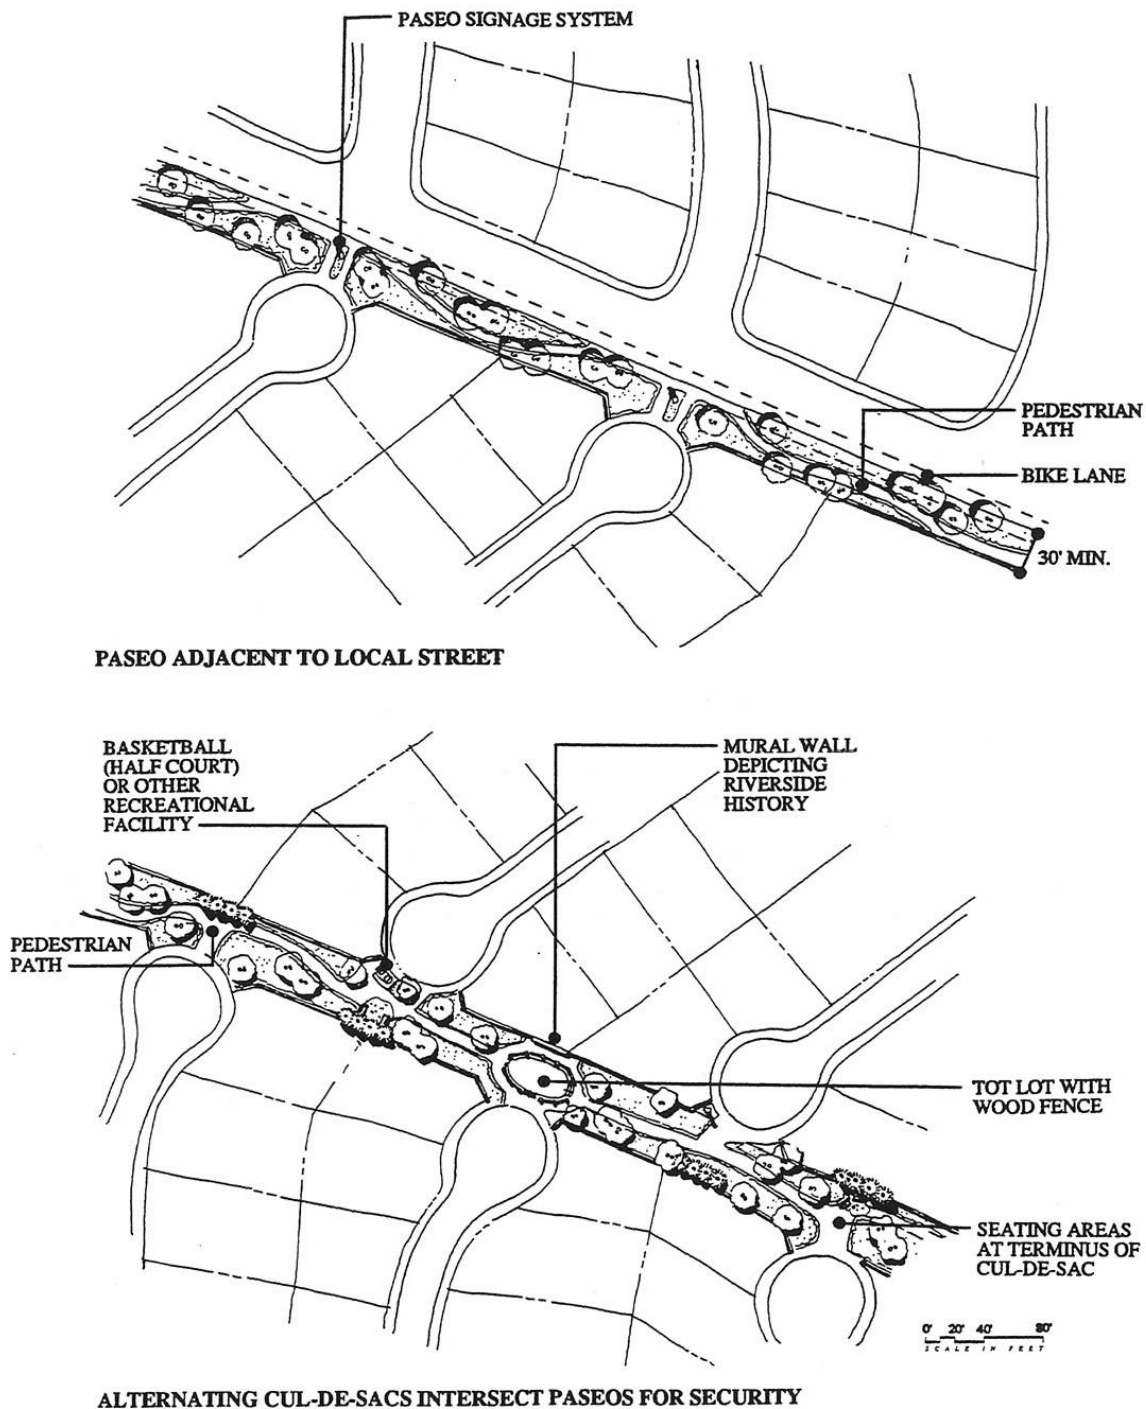 PASEO SIGNAGE SYSTEM
PEDESTRIAN
PATH
BIKE LANE
30' MIN.
PASEO ADJACENT TO LOCAL STREET
BASKETBALL
(HALF COURT)
OR OTHER
RECREATIONAL
FACILITY
MURAL WALL
DEPICTING
RIVERSIDE
HISTORY
PEDESTRIAN
PATH
TOT LOT WITH
WOOD FENCE
SEATING AREAS
AT TERMINUS OF
CUL-DE-SAC
0' 20' 40' 80'
SCALE IN FEET
ALTERNATING CUL-DE-SACS INTERSECT PASEOS FOR SECURITY